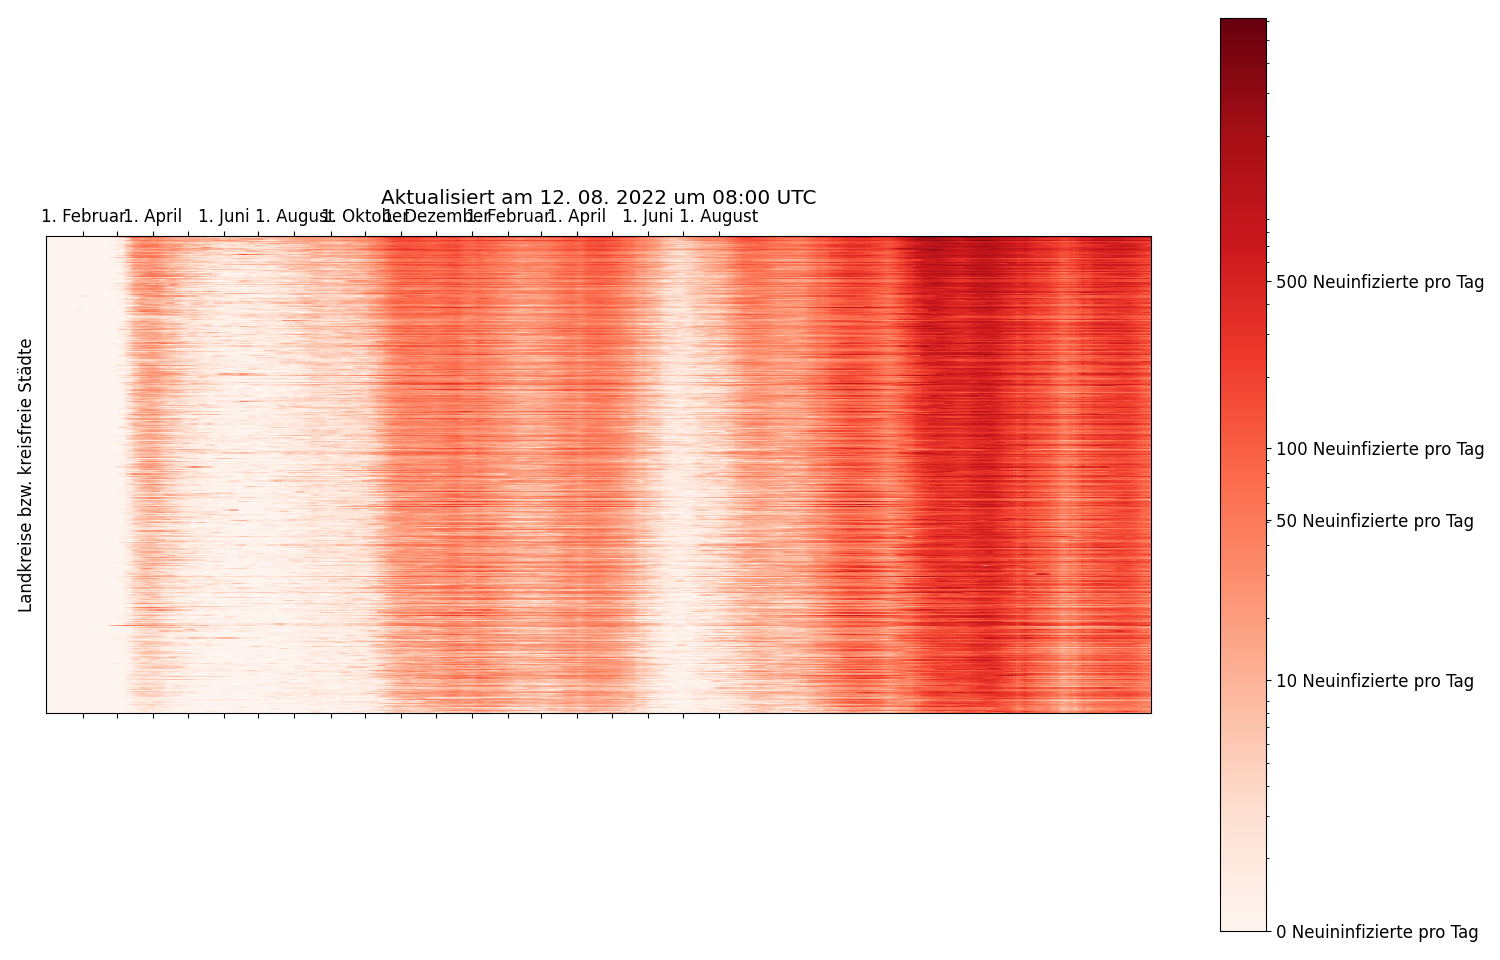 Aktualisiert am 12. 08. 2022 um 08:00 UTC
1. Februar 1. April 1. Juni 1. August 1. Oktober 1. Dezember 1. Februar 1. April 1. Juni 1. August
Landkreise bzw. kreisfreie Städte
500 Neuinfizierte pro Tag
100 Neuinfizierte pro Tag
50 Neuinfizierte pro Tag
10 Neuinfizierte pro Tag
0 Neuininfizierte pro Tag